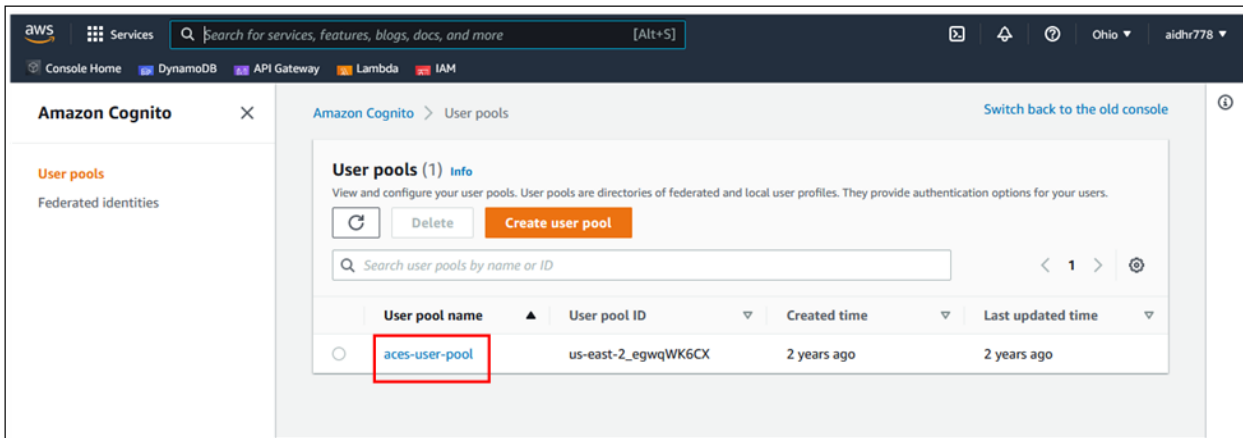 aws Services Search for services, features, blogs, docs, and more [Alt+S] Ohio ▼ aidhr778 ▼
Console Home DynamoDB API Gateway Lambda IAM
Amazon Cognito
User pools
Federated identities
Amazon Cognito > User pools Switch back to the old console
User pools (1) Info
View and configure your user pools. User pools are directories of federated and local user profiles. They provide authentication options for your users.
Delete Create user pool
Search user pools by name or ID < 1 >
User pool name ▲ User pool ID ▽ Created time ▽ Last updated time ▽
aces-user-pool us-east-2_egwqWK6CX 2 years ago 2 years ago